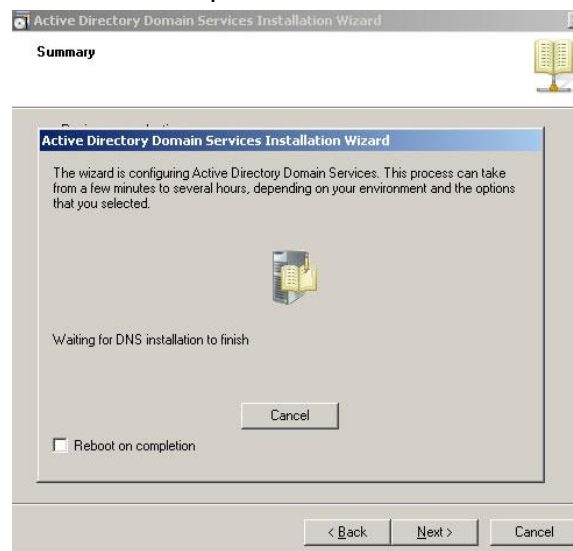 Active Directory Domain Services Installation Wizard
Summary
Active Directory Domain Services Installation Wizard
The wizard is configuring Active Directory Domain Services. This process can take
from a few minutes to several hours, depending on your environment and the options
that you selected.
Waiting for DNS installation to finish
Cancel
Reboot on completion
< Back
Next >
Cancel